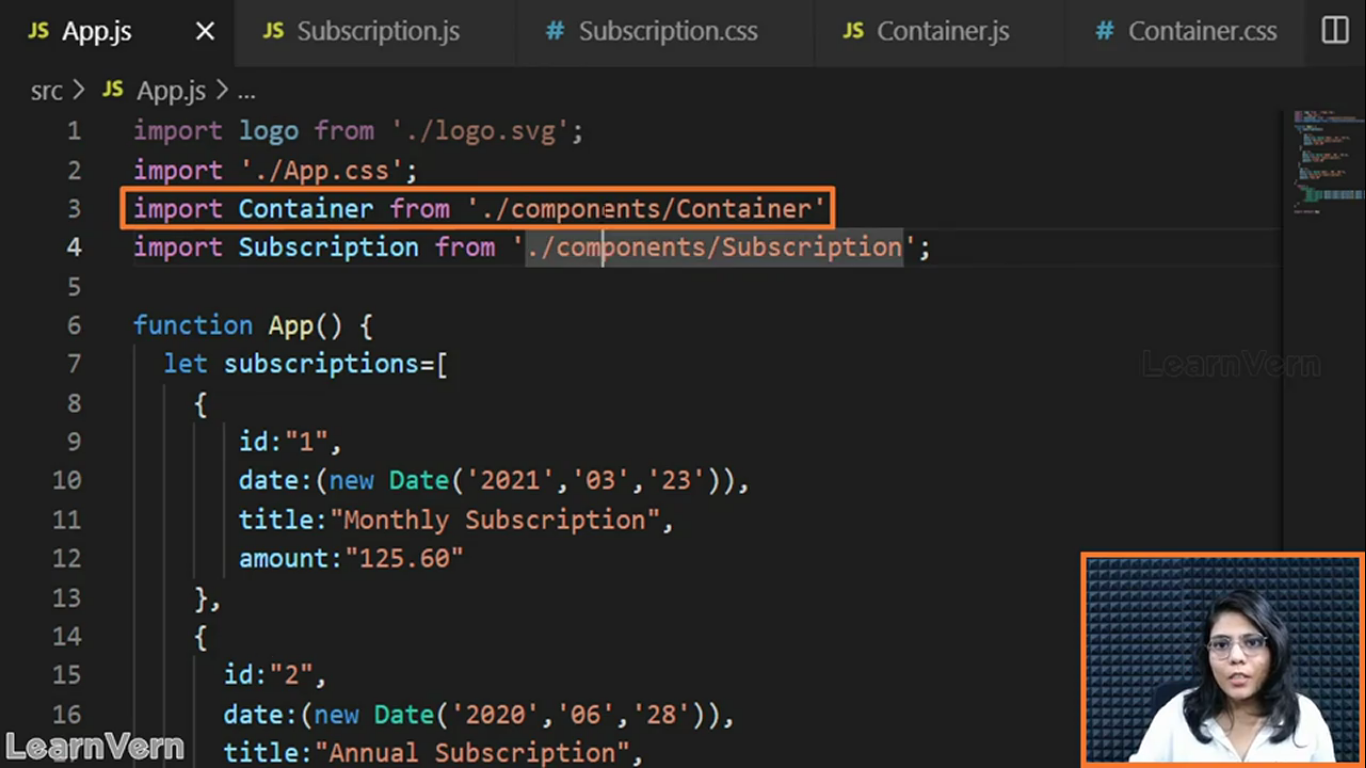 JS App.js × JS Subscription.js # Subscription.css JS Container.js # Container.css
src > JS App.js > ...
1 import logo from './logo.svg';
2 import './App.css';
3 import Container from './components/Container'
4 import Subscription from './components/Subscription';
5
6 function App() {
7 let subscriptions=[
8 {
9 id:"1",
10 date:(new Date('2021','03','23')),
11 title:"Monthly Subscription",
12 amount:"125.60"
13 },
14 {
15 id:"2",
16 date:(new Date('2020','06','28')),
title:"Annual Subscription",
LearnVern
LearnVern